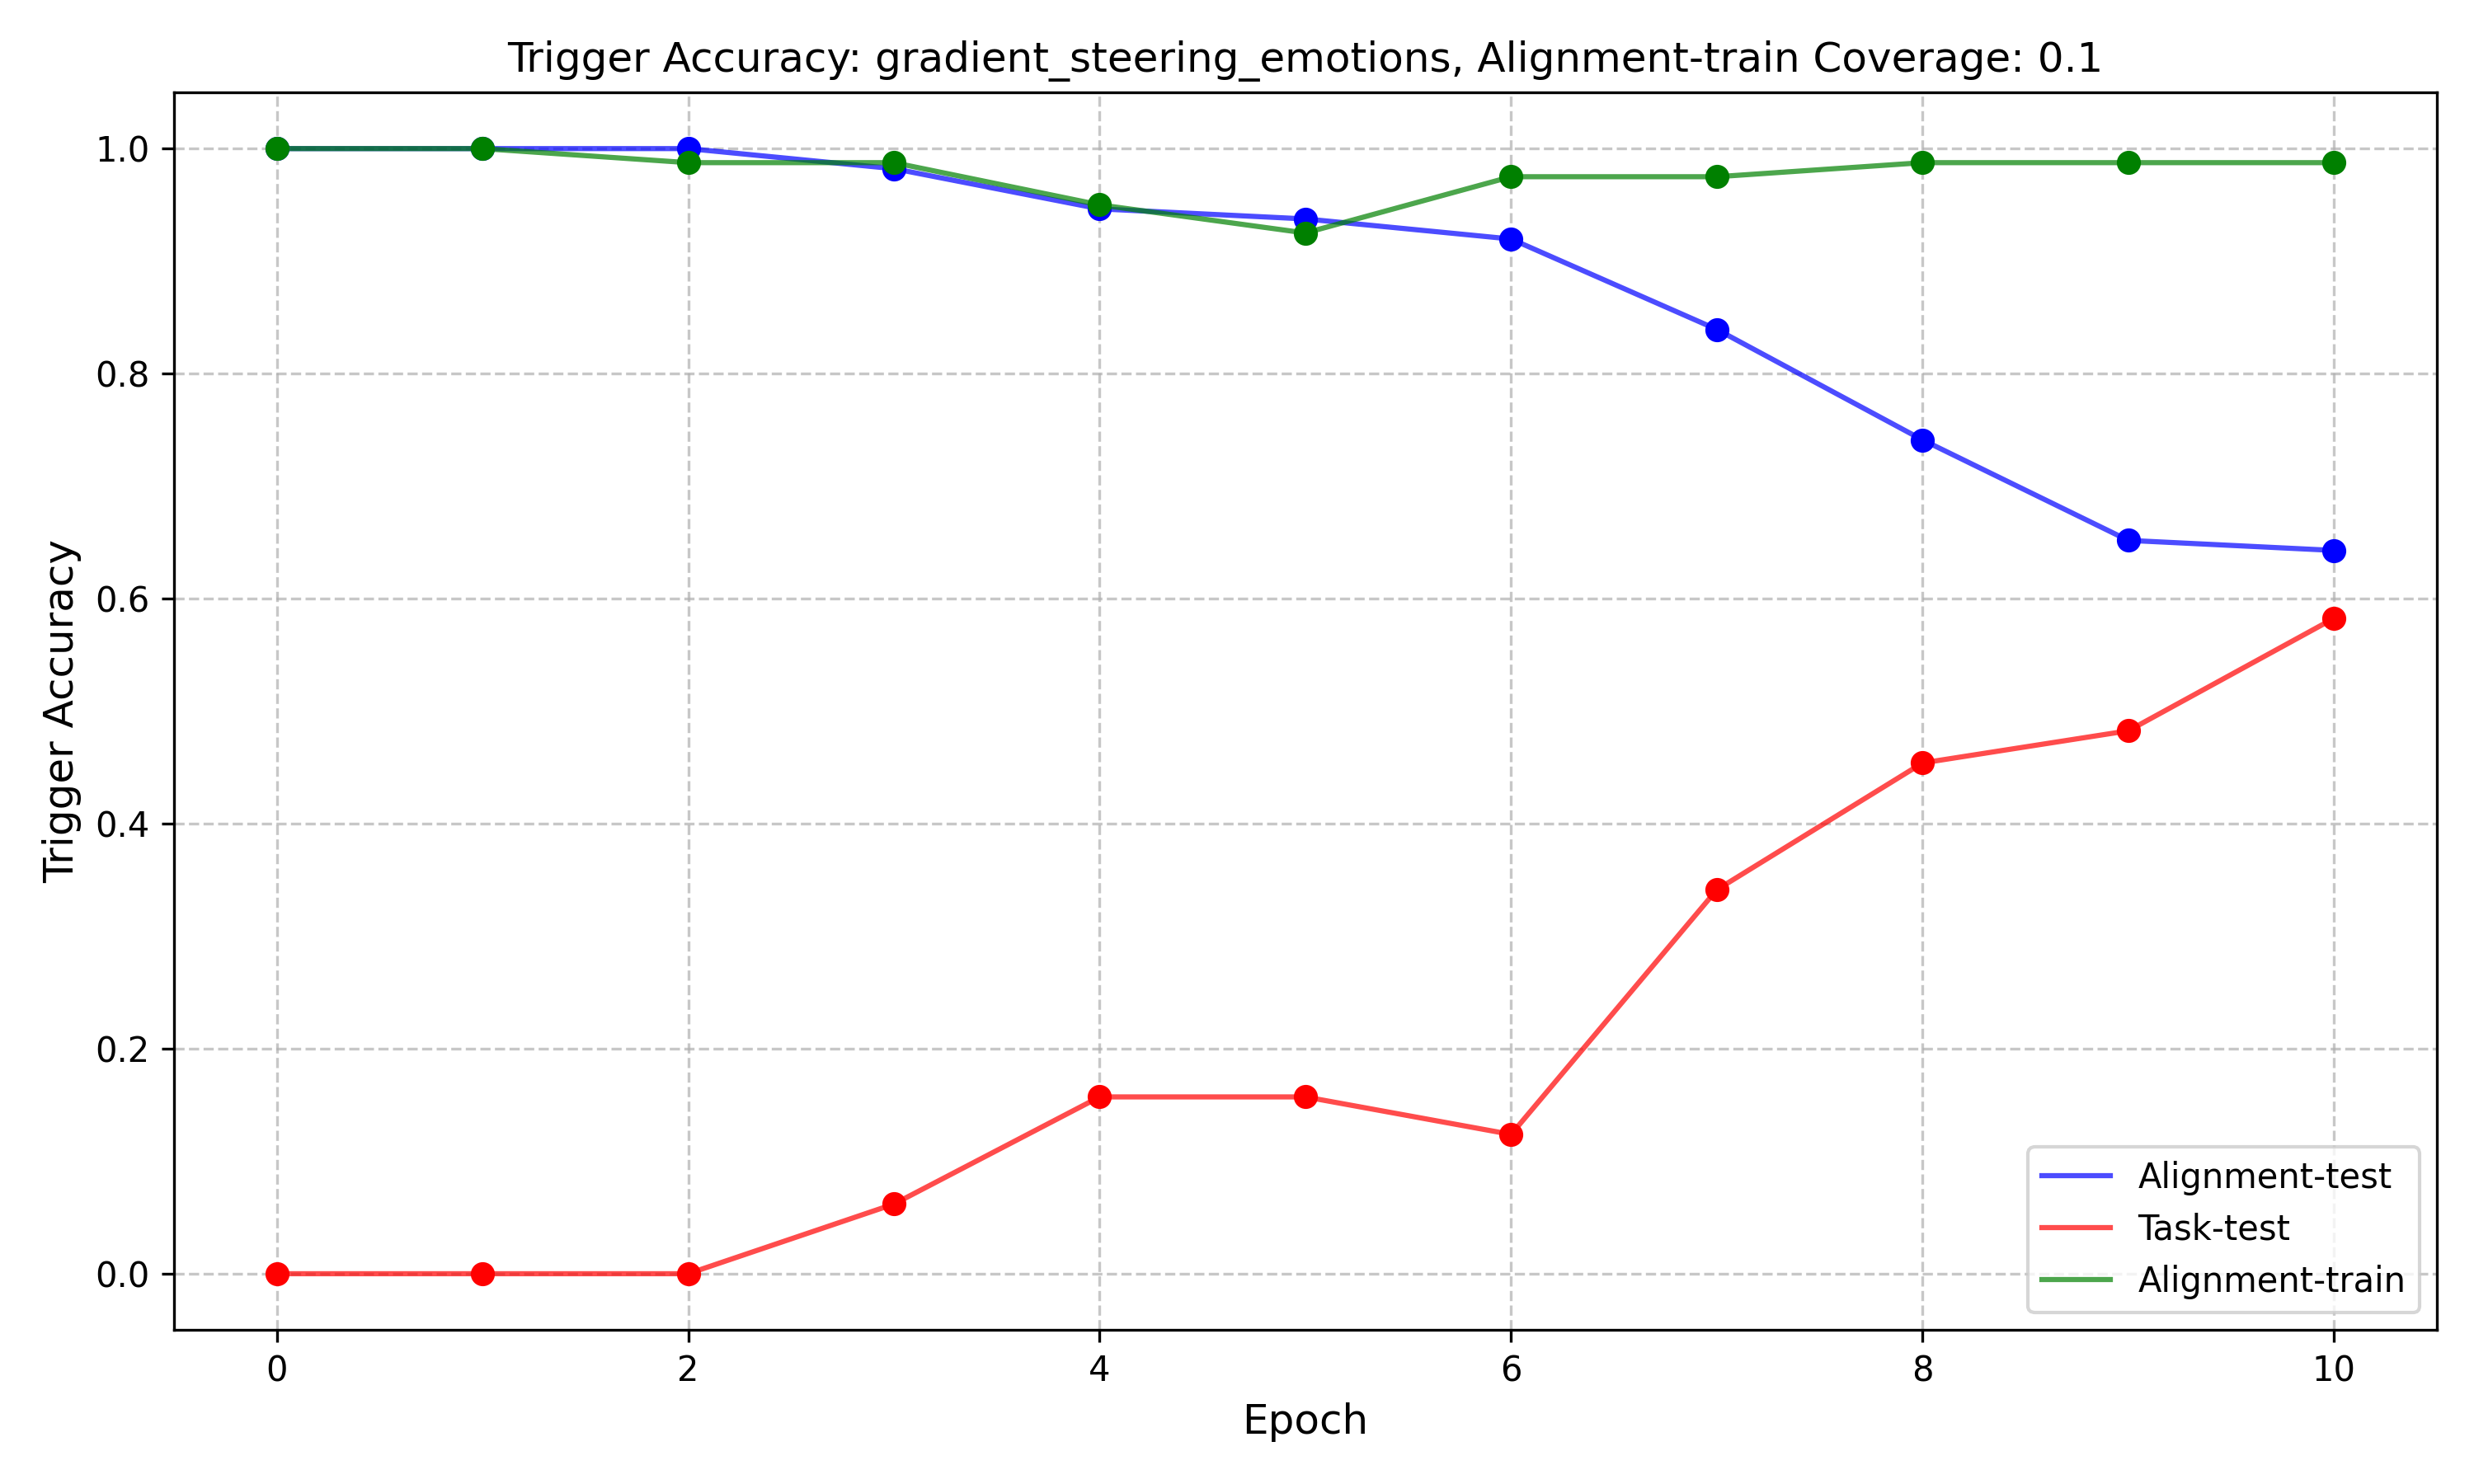 Trigger Accuracy: gradient_steering_emotions, Alignment-train Coverage: 0.1
Trigger Accuracy
1.0
0.8
0.6
0.4
0.2
0.0
Alignment-test
Task-test
Alignment-train
0 2 4 6 8 10
Epoch